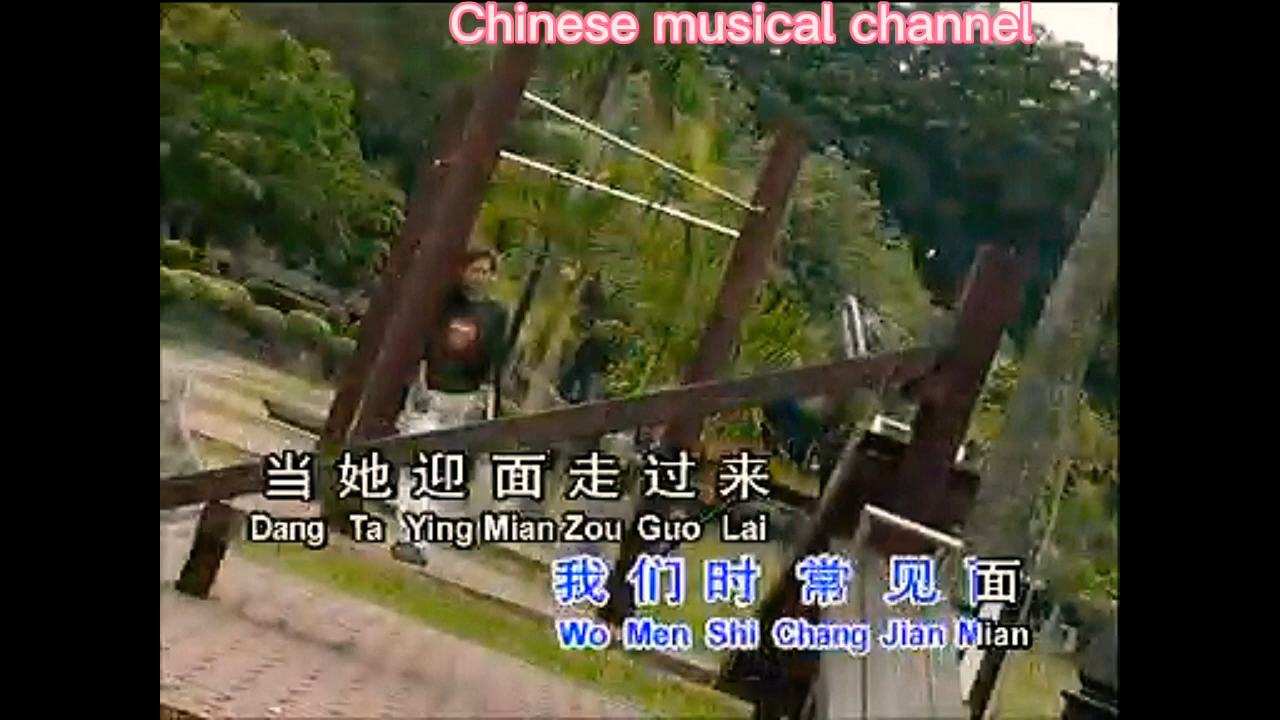 Chinese musical channel
当她迎面走过来
Dang Ta Ying Mian Zou Guo Lai
我们时常见面
Wo Men Shi Chang Jian Mian